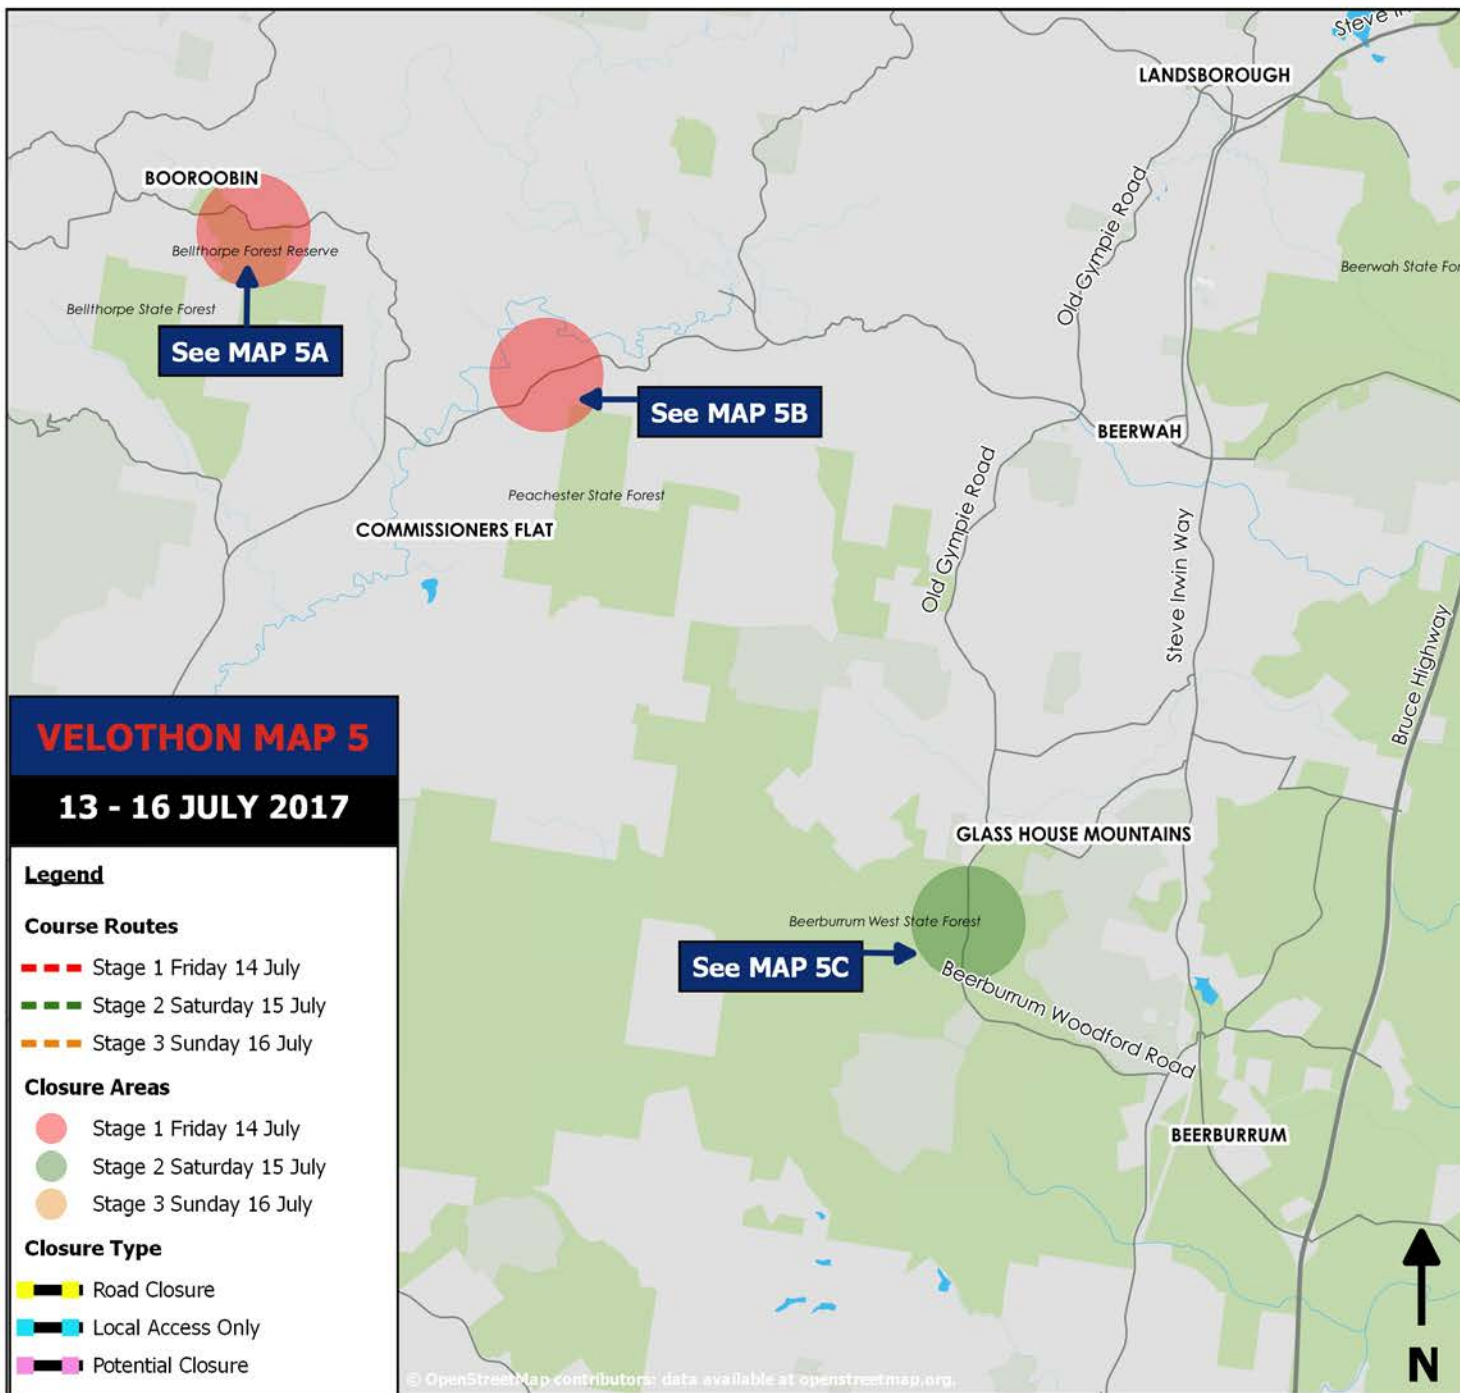 Steve
LANDSBOROUGH
BOOROOBIN
Old Gympie Road
Bellthorpe Forest Reserve
Beerwah State For
Bellthorpe State Forest
See MAP 5A
See MAP 5B
BEERWAH
Peachester State Forest
Old Gympie Road
COMMISSIONERS FLAT
Steve Irwin Way
Bruce Highway
VELOTHON MAP 5
13 - 16 JULY 2017
GLASS HOUSE MOUNTAINS
Beerburrum West State Forest
See MAP 5C
Beerburrum Woodford Road
BEERBURRUM
Legend
Course Routes
Stage 1 Friday 14 July
Stage 2 Saturday 15 July
Stage 3 Sunday 16 July
Closure Areas
Stage 1 Friday 14 July
Stage 2 Saturday 15 July
Stage 3 Sunday 16 July
Closure Type
Road Closure
Local Access Only
Potential Closure
N
© OpenStreetMap contributors: data available at openstreetmap.org.